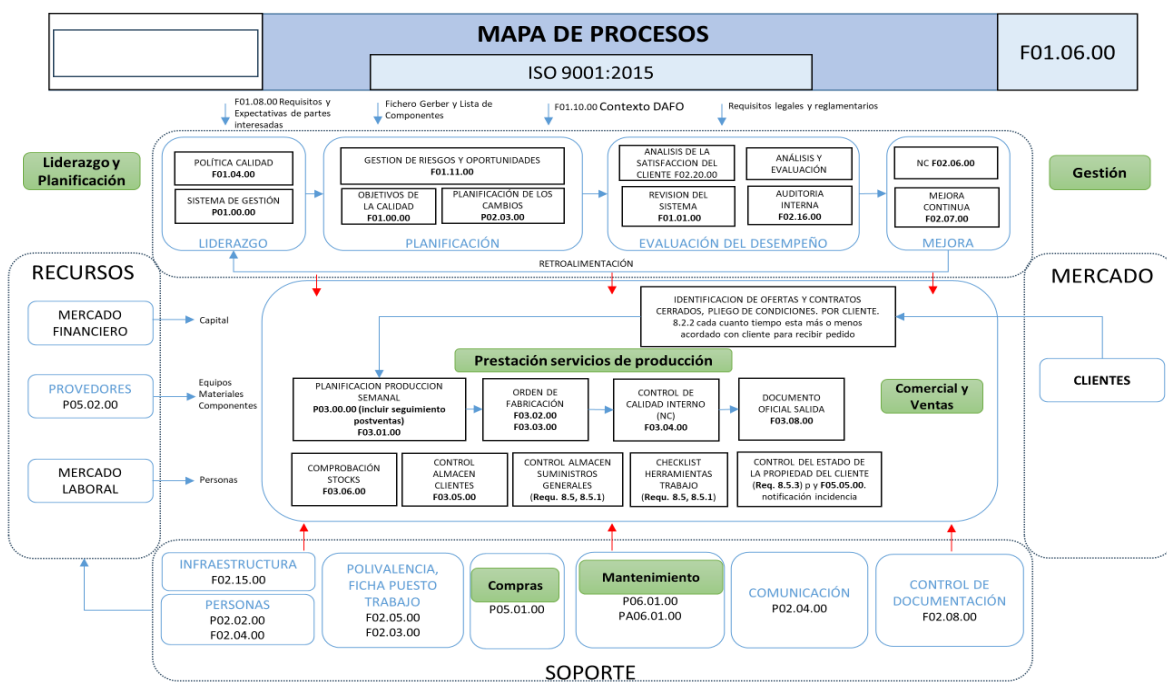 MAPA DE PROCESOS
ISO 9001:2015
F01.06.00
F01.08.00 Requisitos y
Expectativas de partes
interesadas
Fichero Gerber y Lista de
Componentes
F01.10.00 Contexto DAFO
Requisitos legales y reglamentarios
Liderazgo y
Planificación
POLÍTICA CALIDAD
F01.04.00
SISTEMA DE GESTIÓN
P01.00.00
LIDERAZGO
GESTION DE RIESGOS Y OPORTUNIDADES
F01.11.00
OBJETIVOS DE
LA CALIDAD
F01.00.00
PLANIFICACIÓN DE LOS
CAMBIOS
P02.03.00
PLANIFICACIÓN
ANALISIS DE LA
SATISFACCION DEL
CLIENTE F02.20.00
ANÁLISIS Y
EVALUACIÓN
REVISION DEL
SISTEMA
F01.01.00
AUDITORIA
INTERNA
F02.16.00
EVALUACIÓN DEL DESEMPEÑO
NC F02.06.00
MEJORA
CONTINUA
F02.07.00
MEJORA
Gestión
RETROALIMENTACIÓN
RECURSOS
MERCADO
FINANCIERO
Capital
PROVEDORES
P05.02.00
Equipos
Materiales
Componentes
MERCADO
LABORAL
Personas
IDENTIFICACION DE OFERTAS Y CONTRATOS
CERRADOS, PLIEGO DE CONDICIONES. POR CLIENTE.
8.2.2 cada cuanto tiempo esta más o menos
acordado con cliente para recibir pedido
Prestación servicios de producción
Comercial y
Ventas
PLANIFICACION PRODUCCION
SEMANAL
P03.00.00 (incluir seguimiento
postventas)
F03.01.00
ORDEN DE
FABRICACIÓN
F03.02.00
F03.03.00
CONTROL DE
CALIDAD INTERNO
(NC)
F03.04.00
DOCUMENTO
OFICIAL SALIDA
F03.08.00
COMPROBACIÓN
STOCKS
F03.06.00
CONTROL
ALMACEN
CLIENTES
F03.05.00
CONTROL ALMACEN
SUMINISTROS
GENERALES
(Requ. 8.5, 8.5.1)
CHECKLIST
HERRAMIENTAS
TRABAJO
(Requ. 8.5, 8.5.1)
CONTROL DEL ESTADO DE
LA PROPIEDAD DEL CLIENTE
(Req. 8.5.3) p y F05.05.00.
notificación incidencia
MERCADO
CLIENTES
INFRAESTRUCTURA
F02.15.00
PERSONAS
P02.02.00
F02.04.00
POLIVALENCIA,
FICHA PUESTO
TRABAJO
F02.05.00
F02.03.00
Compras
P05.01.00
Mantenimiento
P06.01.00
PA06.01.00
COMUNICACIÓN
P02.04.00
CONTROL DE
DOCUMENTACIÓN
F02.08.00
SOPORTE